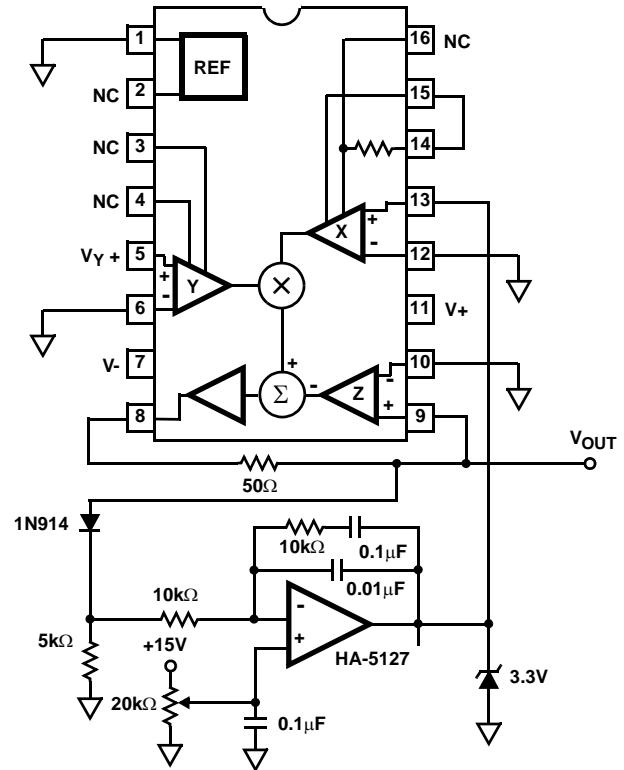 1
REF
16
NC
NC
2
15
NC
3
14
NC
4
13
+
X
-
VY +
5
+
Y
-
×
12
6
11
V+
V-
7
+
10
-
8
Σ
-
Z
+
9
VOUT
50Ω
1N914
10kΩ
0.1μF
0.01μF
10kΩ
-
+
HA-5127
5kΩ
+15V
20kΩ
0.1μF
3.3V